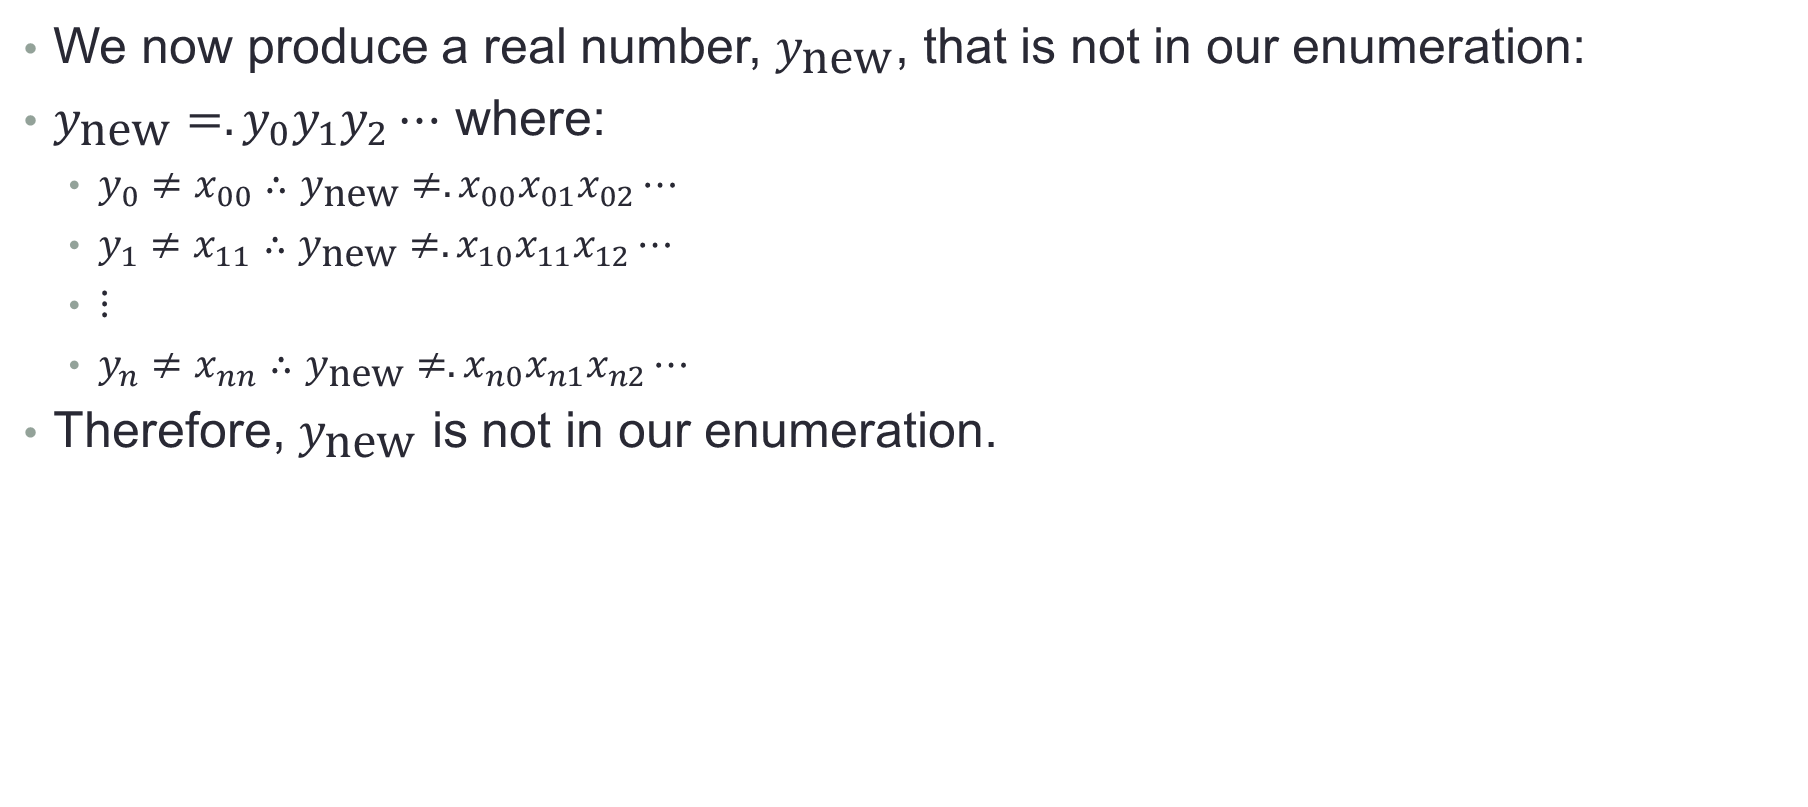 • We now produce a real number, y_new, that is not in our enumeration:
• y_new =. y₀y₁y₂ ⋯ where:
• y₀ ≠ x₀₀ ∴ y_new ≠. x₀₀x₀₁x₀₂ ⋯
• y₁ ≠ x₁₁ ∴ y_new ≠. x₁₀x₁₁x₁₂ ⋯
• ⋮
• yₙ ≠ xₙₙ ∴ y_new ≠. xₙ₀xₙ₁xₙ₂ ⋯
• Therefore, y_new is not in our enumeration.